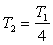 T₂ = T₁/4